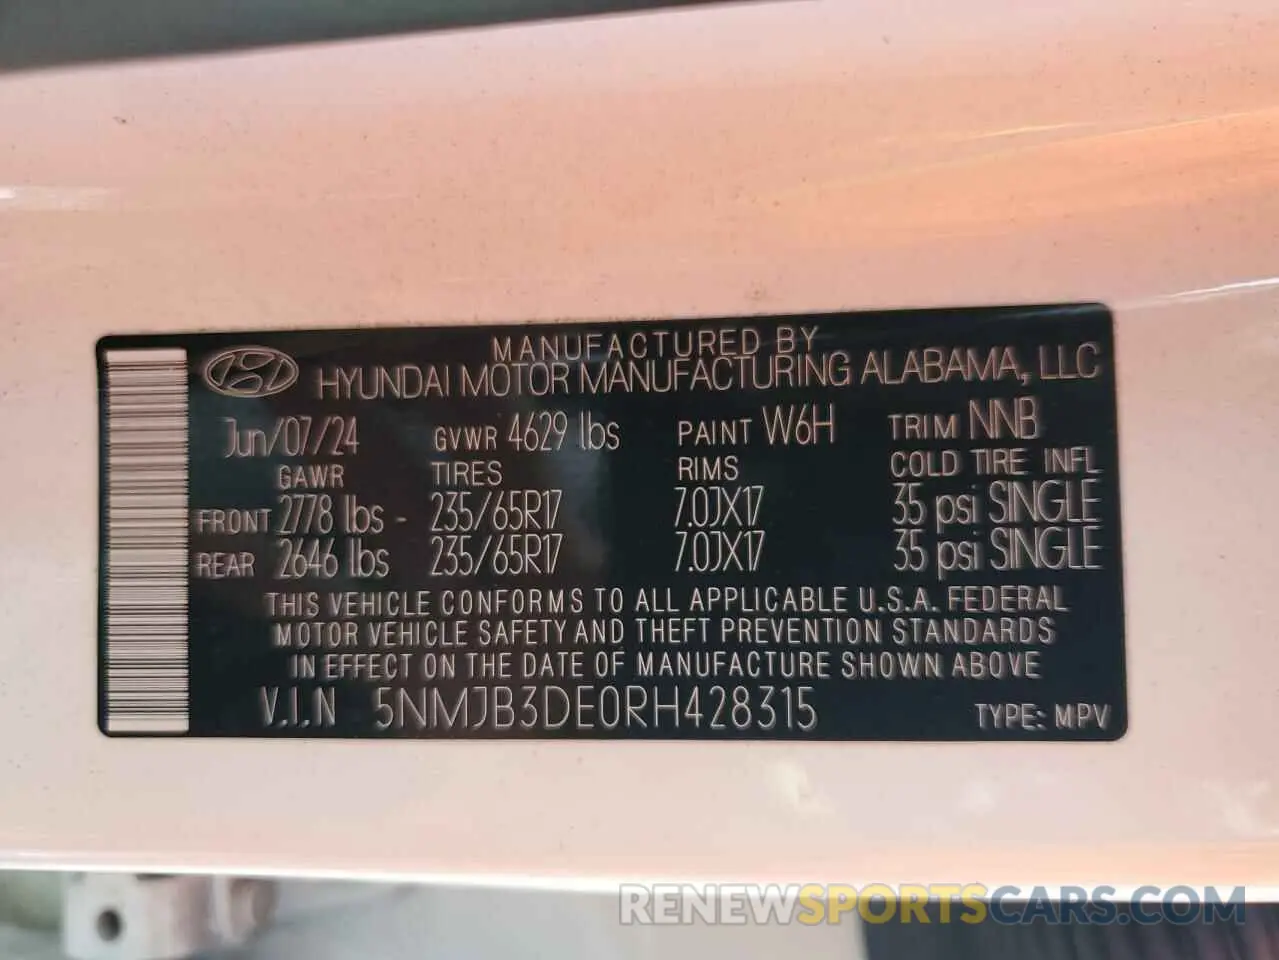 MANUFACTURED BY
HYUNDAI MOTOR MANUFACTURING ALABAMA, LLC
Jun/07/24 GVWR 4629 lbs PAINT W6H TRIM NNB
GAWR TIRES RIMS COLD TIRE INFL
FRONT 2778 lbs - 235/65R17 7.0JX17 35 psi SINGLE
REAR 2646 lbs 235/65R17 7.0JX17 35 psi SINGLE
THIS VEHICLE CONFORMS TO ALL APPLICABLE U.S.A. FEDERAL
MOTOR VEHICLE SAFETY AND THEFT PREVENTION STANDARDS
IN EFFECT ON THE DATE OF MANUFACTURE SHOWN ABOVE
V.I.N 5NMJB3DE0RH428315 TYPE: MPV
RENEWSPORTSCARS.COM